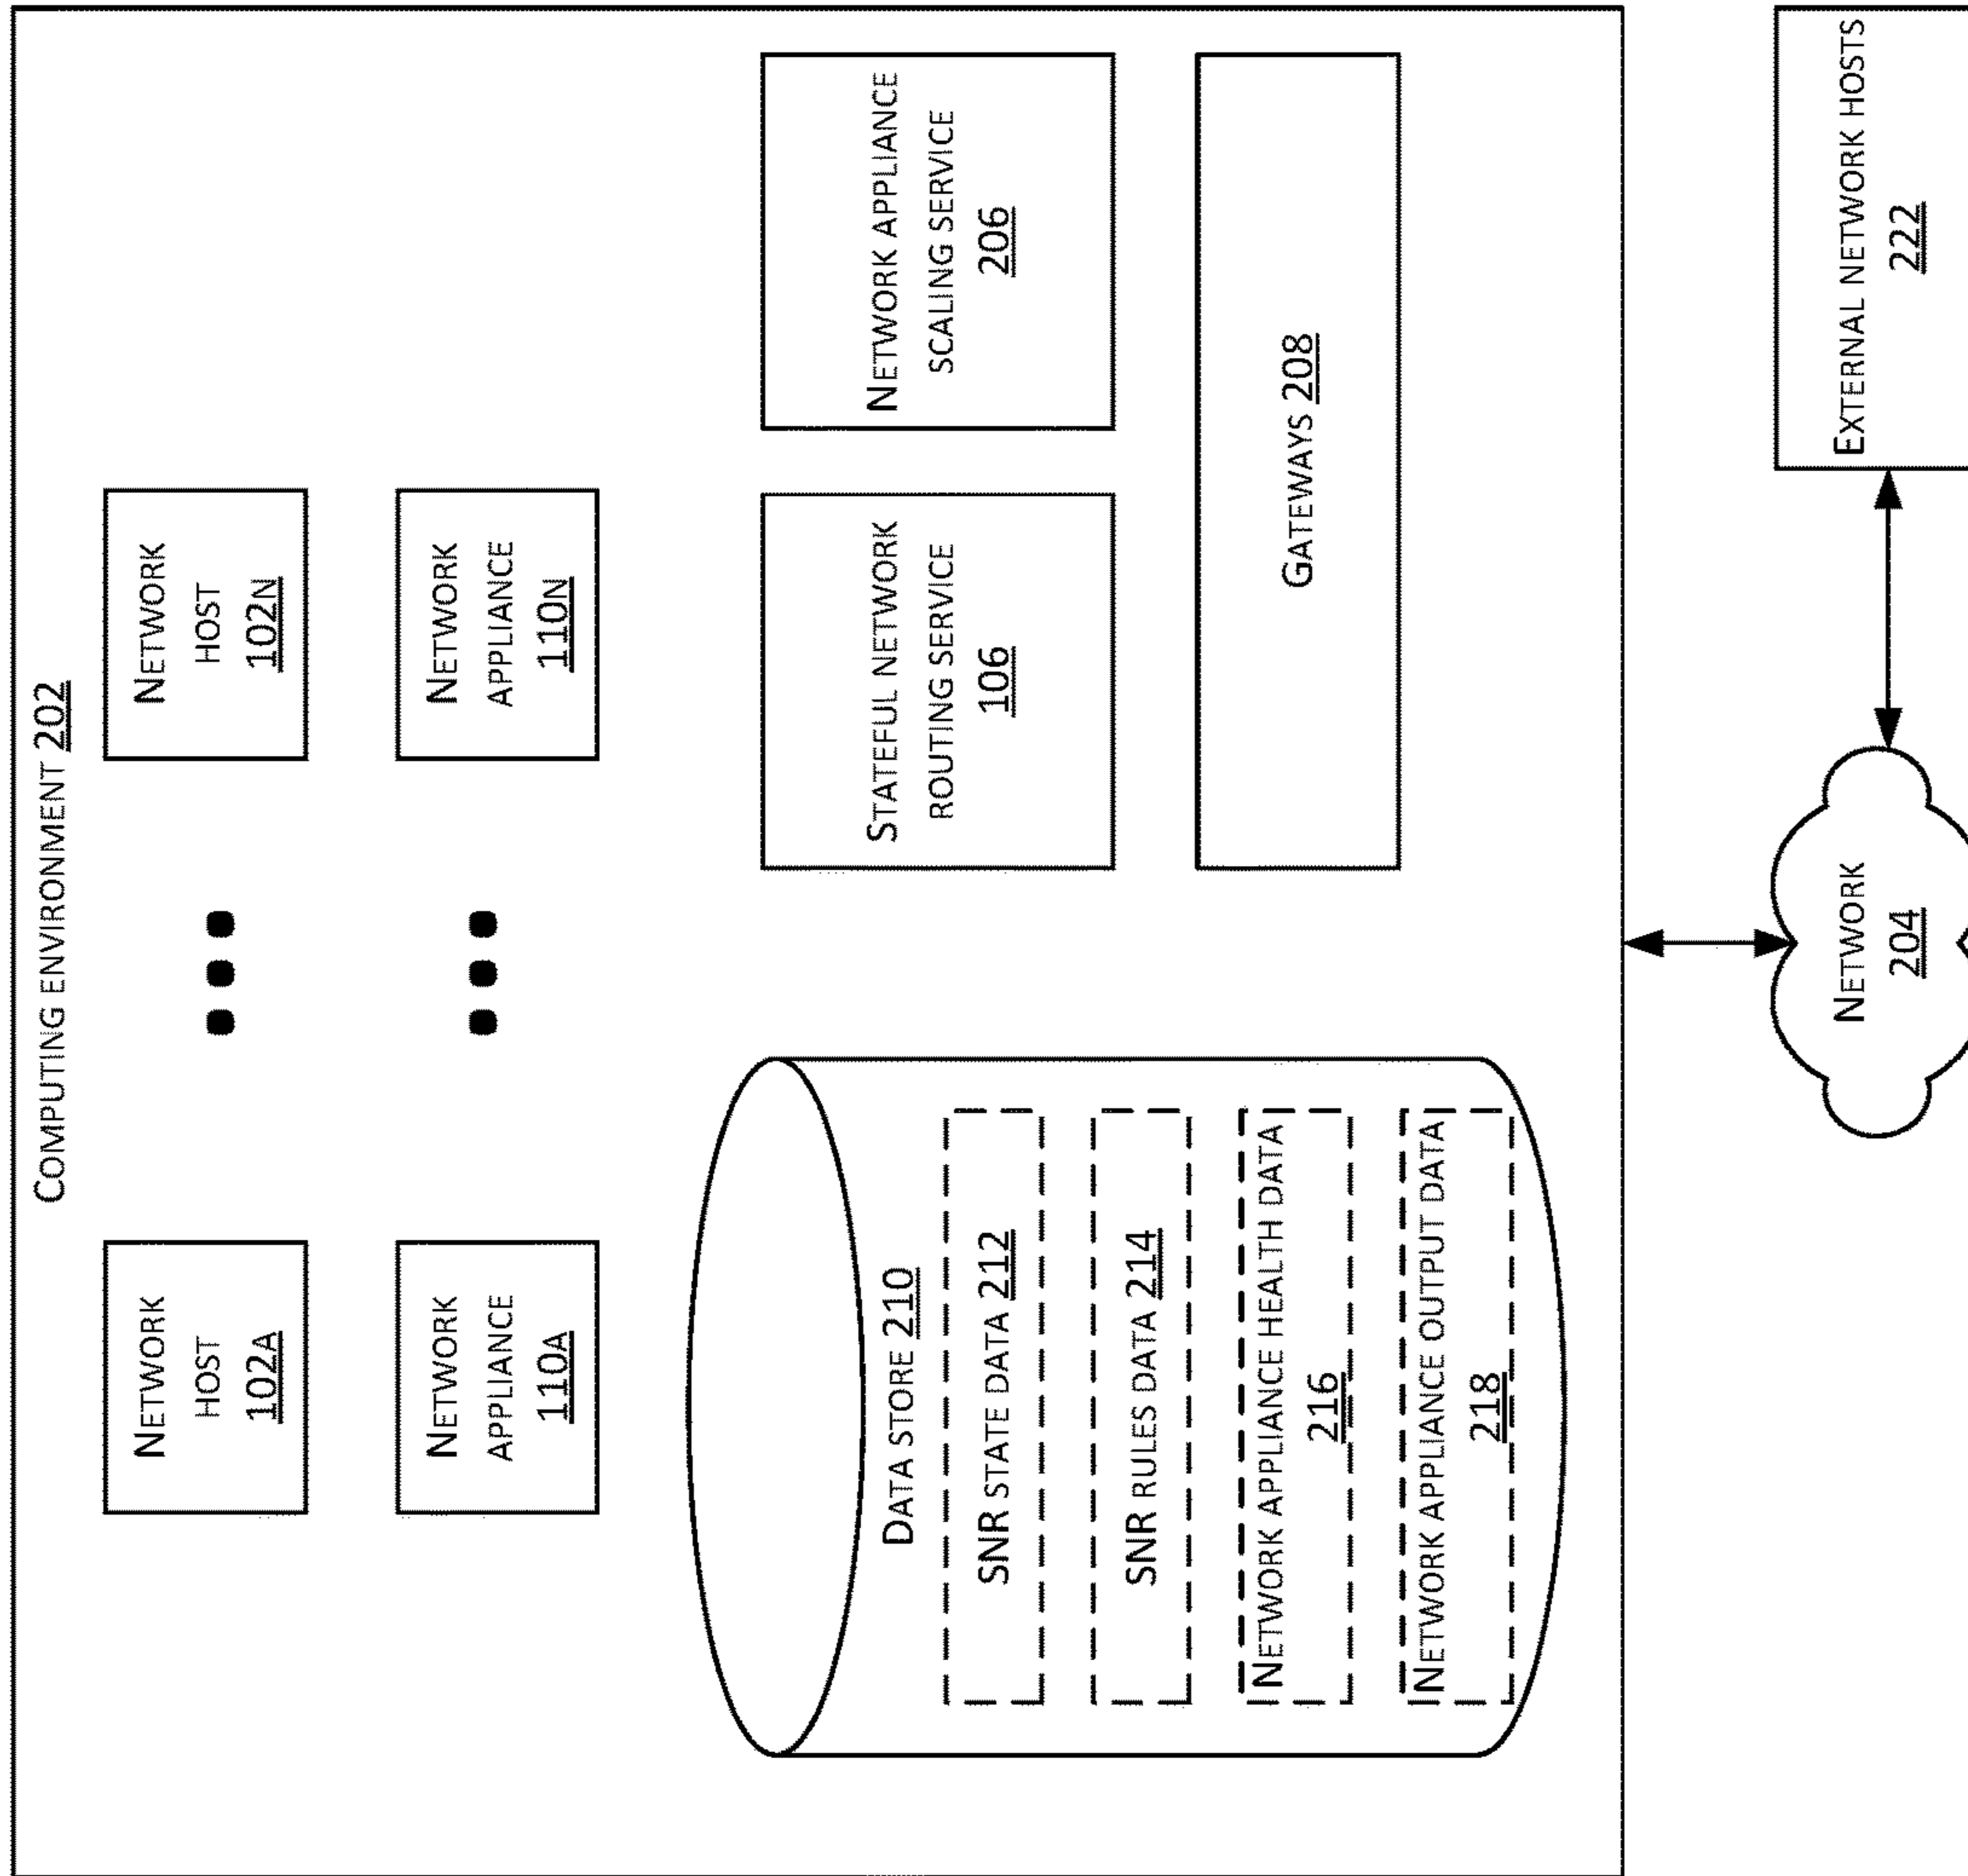 Computing environment 202
Network
host
102A
Network
host
102N
Network
appliance
110A
Network
appliance
110N
Data store 210
SNR state data 212
SNR rules data 214
Network appliance health data
216
Network appliance output data
218
Stateful network
routing service
106
Network appliance
scaling service
206
Gateways 208
Network
204
External network hosts
222